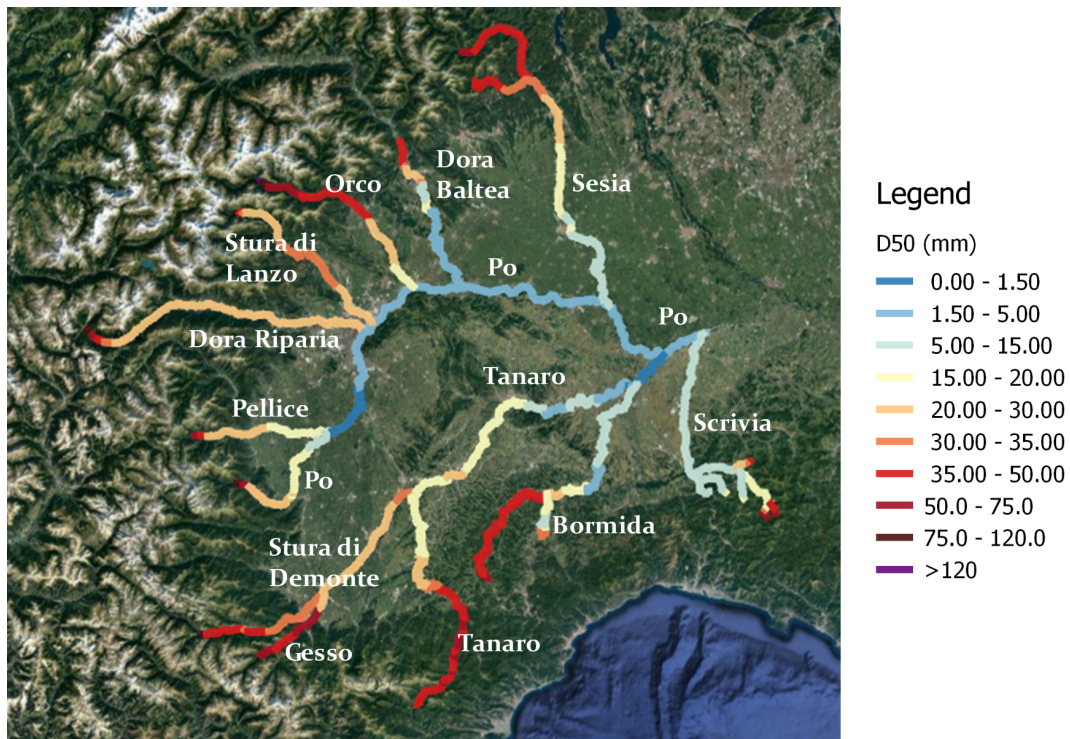 Dora
Baltea
Orco
Sesia
Stura di
Lanzo
Po
Po
Dora Riparia
Tanaro
Pellice
Scrivia
Po
Bormida
Stura di
Demonte
Gesso
Tanaro
Legend
D50 (mm)
0.00 - 1.50
1.50 - 5.00
5.00 - 15.00
15.00 - 20.00
20.00 - 30.00
30.00 - 35.00
35.00 - 50.00
50.0 - 75.0
75.0 - 120.0
>120